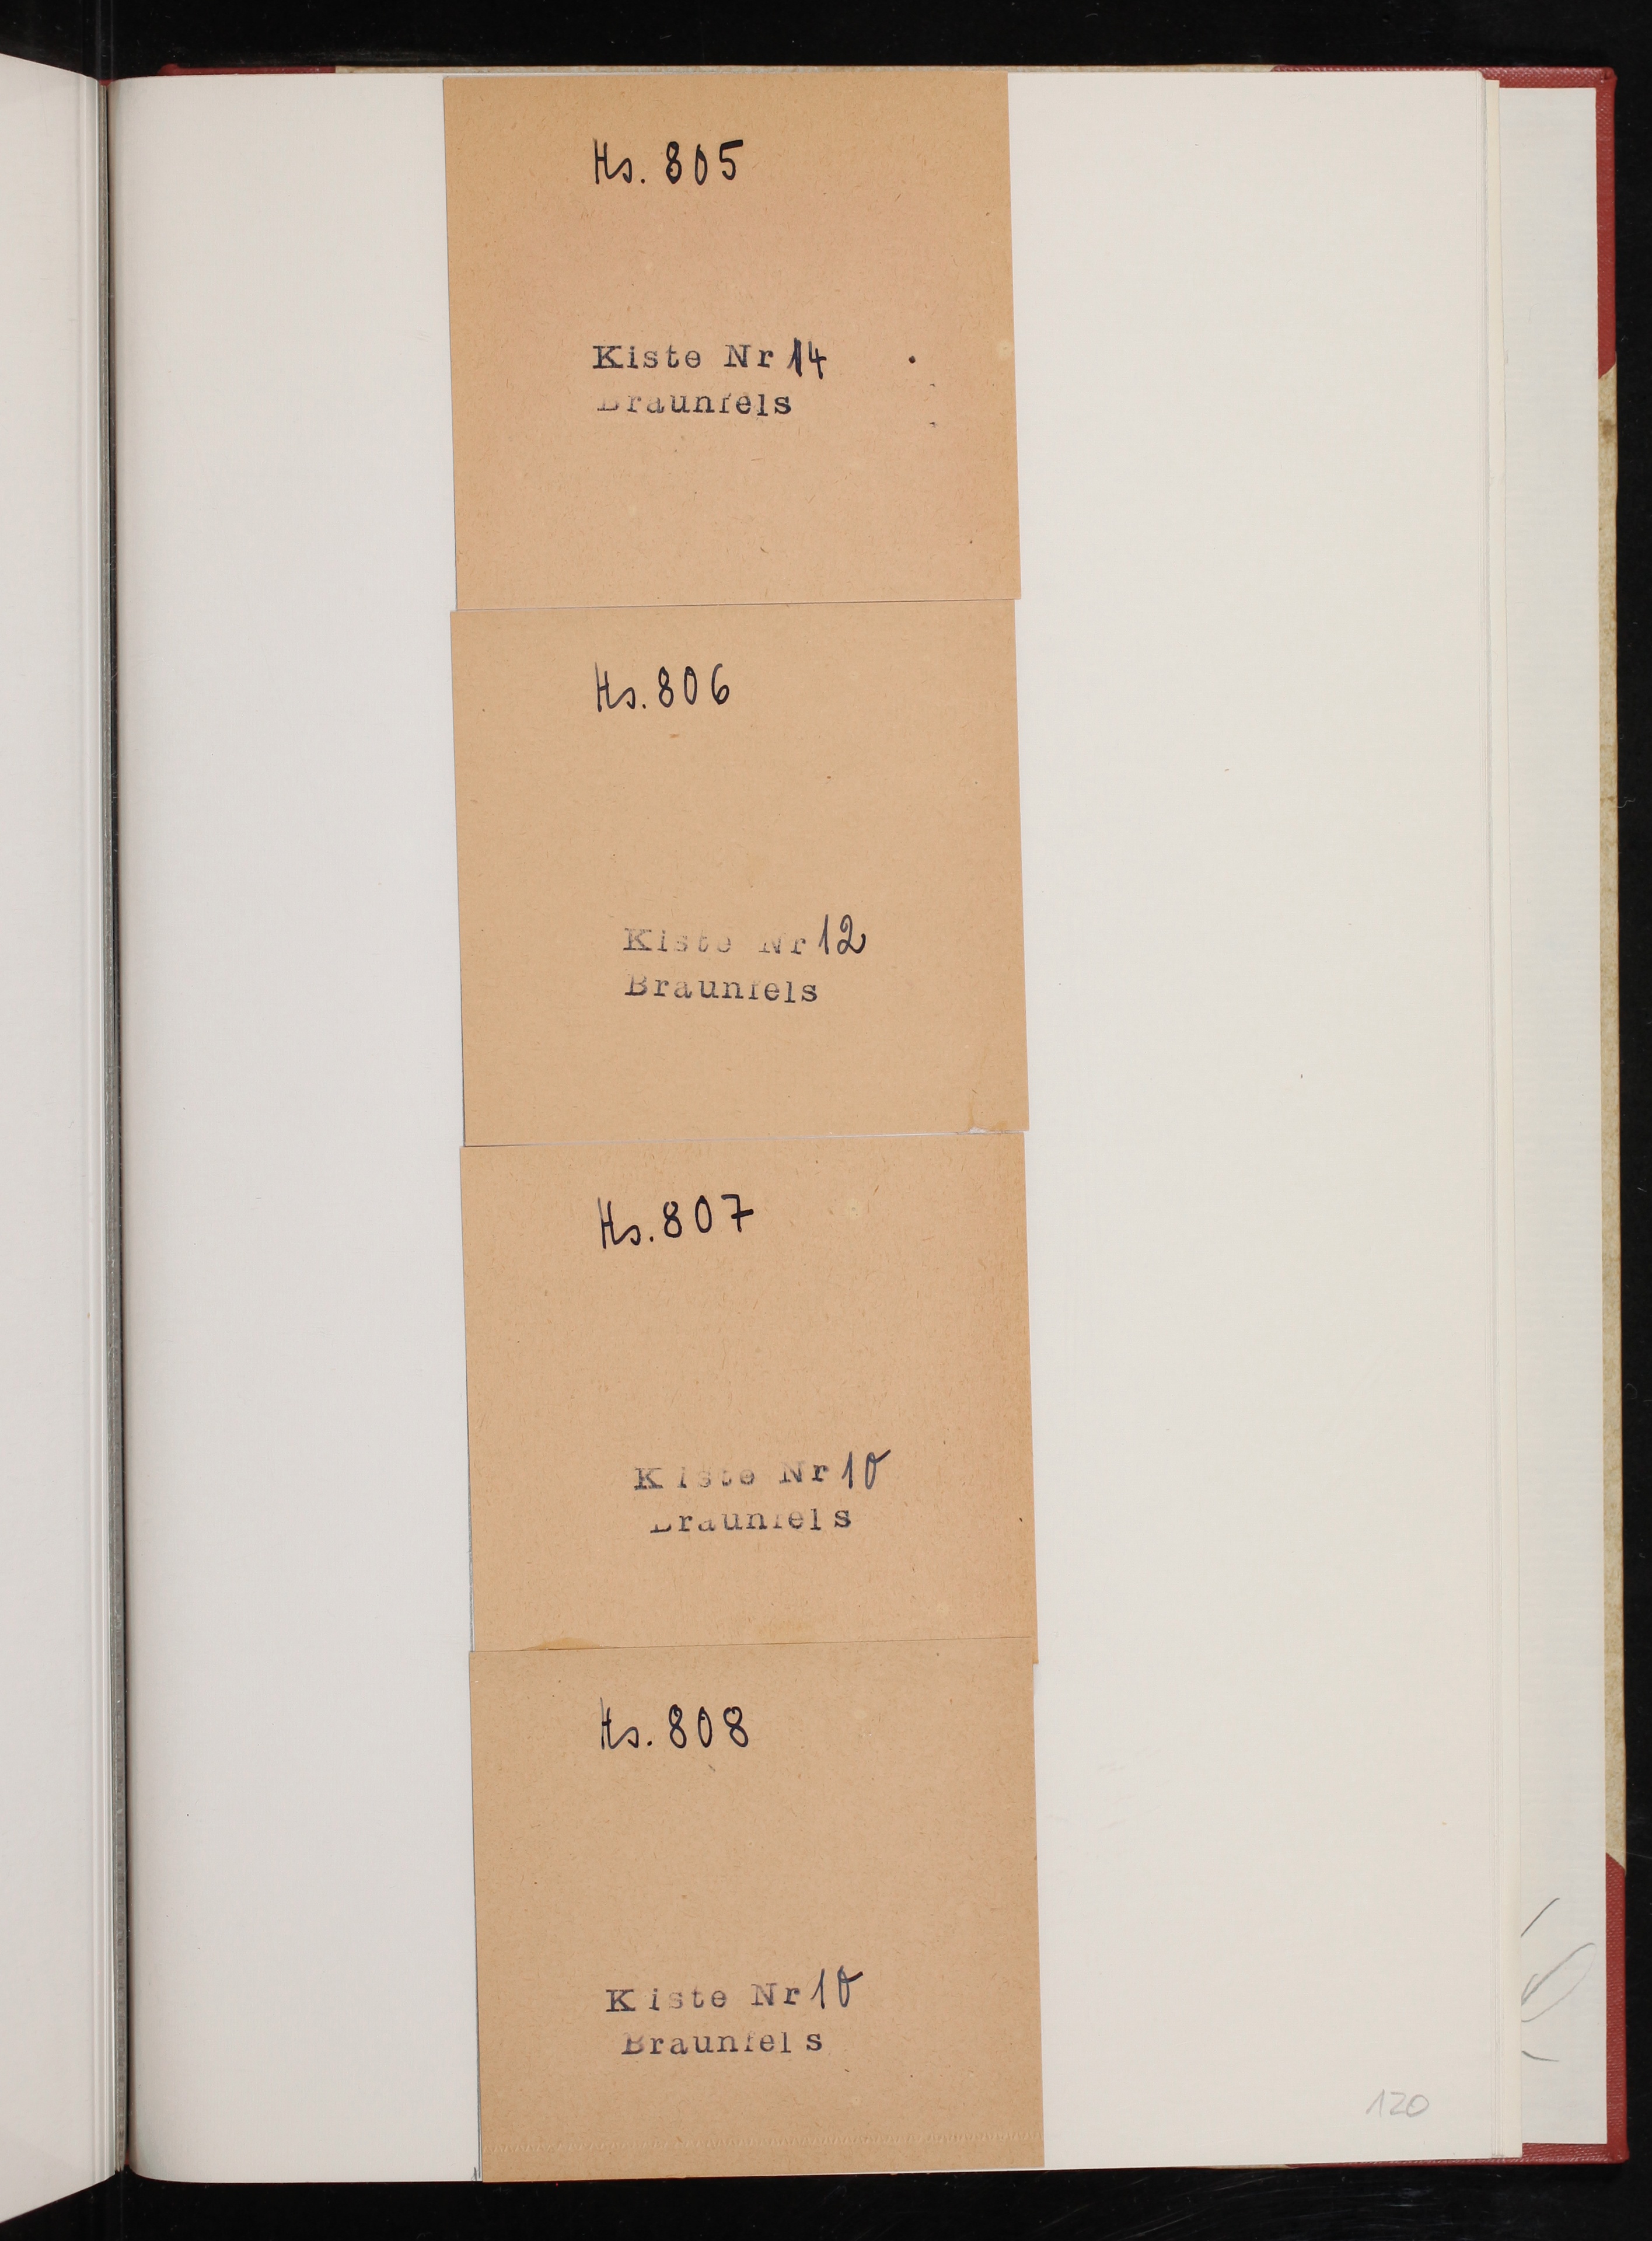 Hs. 805
Kiste Nr 14
Braunfels
Hs. 806
Kiste Nr 12
Braunfels
Hs. 807
Kiste Nr 10
Braunfels
Hs. 808
Kiste Nr 10
Braunfels
120